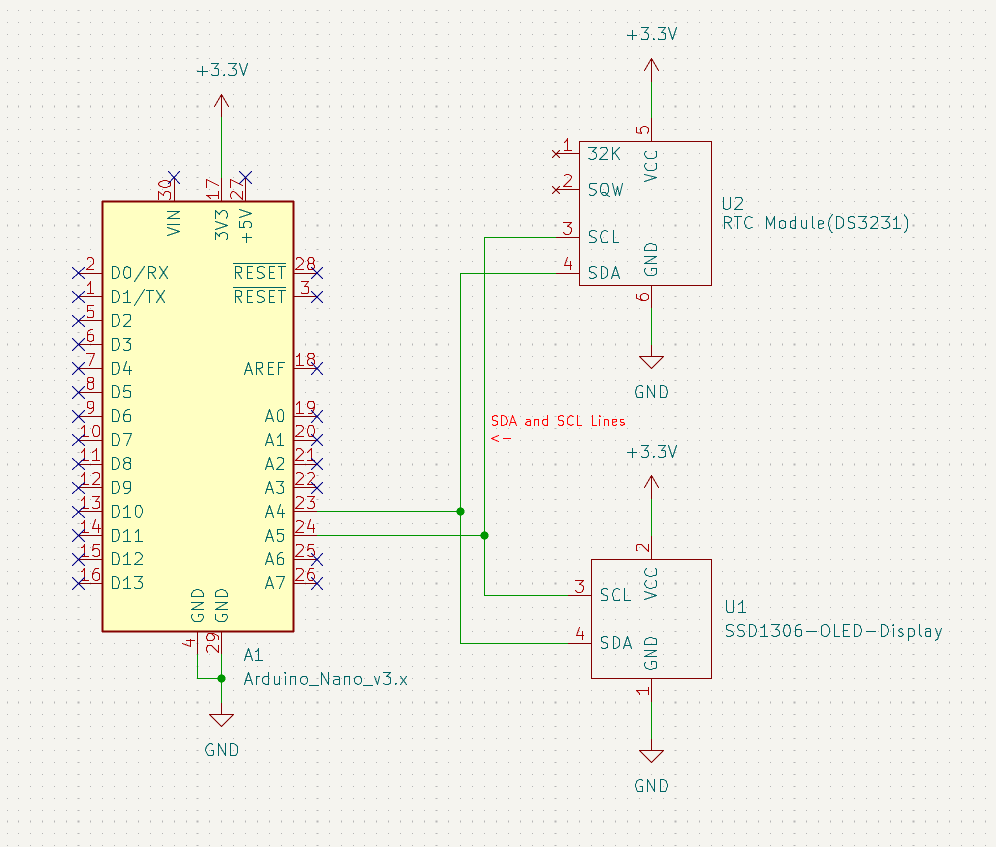 +3.3V
30
17
27
VIN
3V3
+5V
2 D0/RX
1 D1/TX
5 D2
6 D3
7 D4
8 D5
9 D6
10 D7
11 D8
12 D9
13 D10
14 D11
15 D12
16 D13
RESET 28
RESET 3
AREF 18
A0 19
A1 20
A2 21
A3 22
A4 23
A5 24
A6 25
A7 26
GND
GND
4
29
A1
Arduino_Nano_v3.x
GND
+3.3V
5
VCC
1 32K
2 SQW
3 SCL
4 SDA
GND
6
U2
RTC Module(DS3231)
GND
SDA and SCL Lines
<-
+3.3V
2
VCC
3 SCL
4 SDA
GND
1
U1
SSD1306-OLED-Display
GND